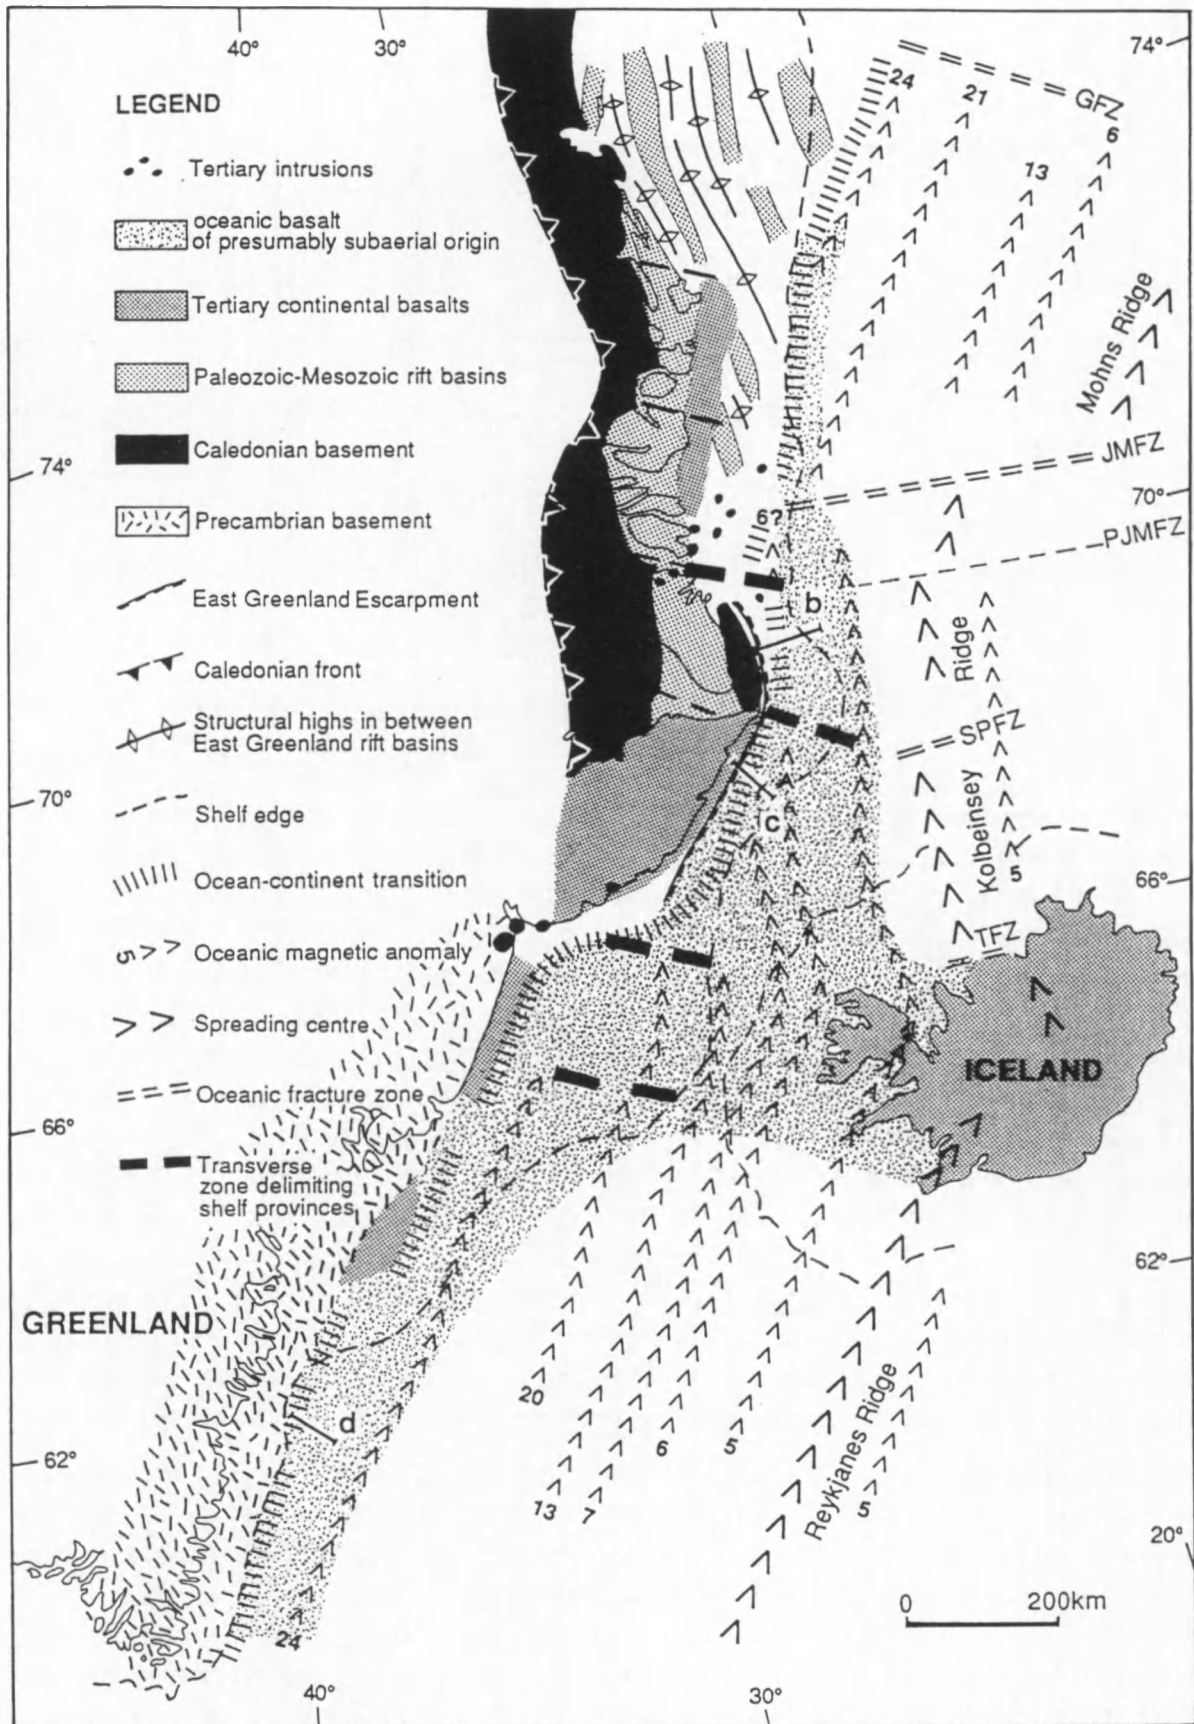 40°
30°
74°
LEGEND
Tertiary intrusions
oceanic basalt
of presumably subaerial origin
Tertiary continental basalts
Paleozoic-Mesozoic rift basins
Caledonian basement
Precambrian basement
East Greenland Escarpment
Caledonian front
Structural highs in between
East Greenland rift basins
Shelf edge
Ocean-continent transition
5
Oceanic magnetic anomaly
Spreading centre
Oceanic fracture zone
Transverse
zone delimiting
shelf provinces
24
21
GFZ
6
13
Mohns Ridge
JMFZ
70°
PJMFZ
6?
b
Ridge
SPFZ
Kolbeinsey
c
5
66°
TFZ
ICELAND
74°
70°
66°
62°
GREENLAND
d
62°
20
13
7
6
5
Reykjanes Ridge
5
20°
0
200km
24
40°
30°